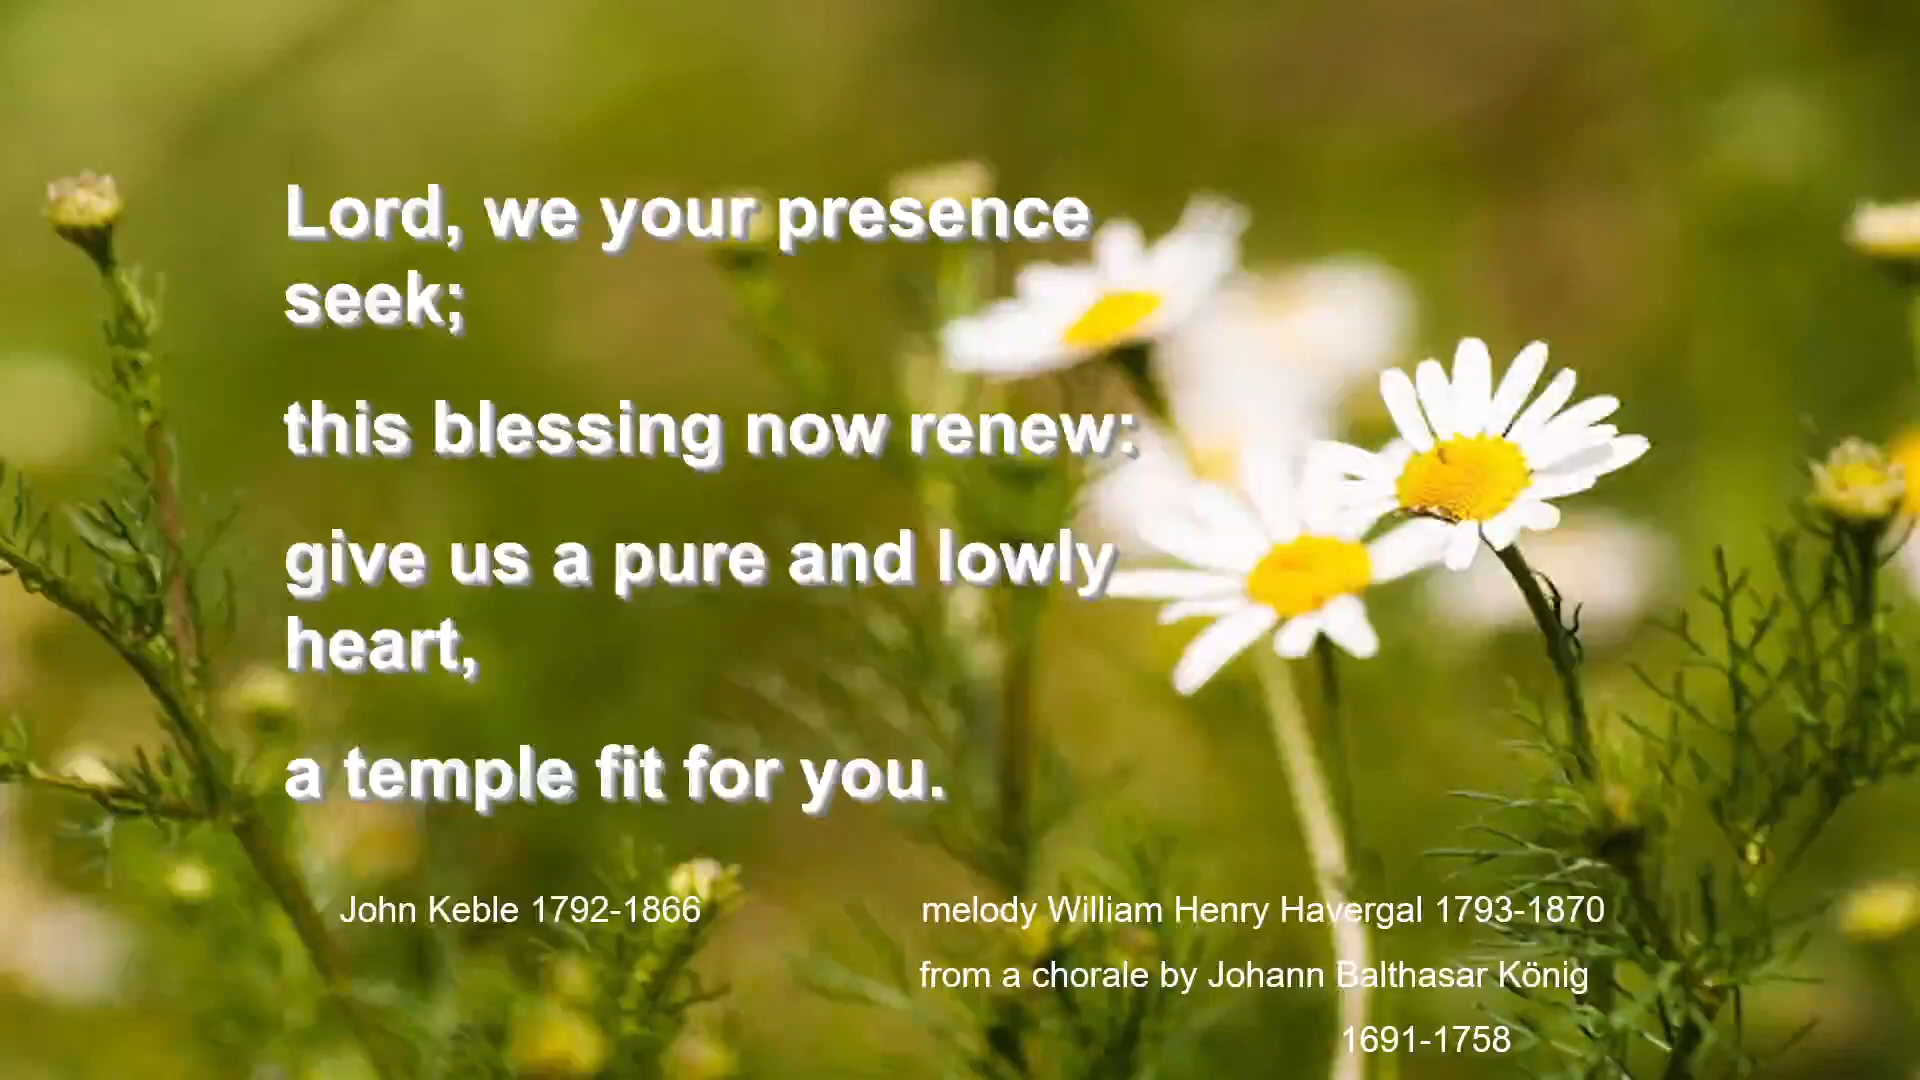 Lord, we your presence
seek;
this blessing now renew:
give us a pure and lowly
heart,
a temple fit for you.
John Keble 1792-1866
melody William Henry Havergal 1793-1870
from a chorale by Johann Balthasar König
1691-1758